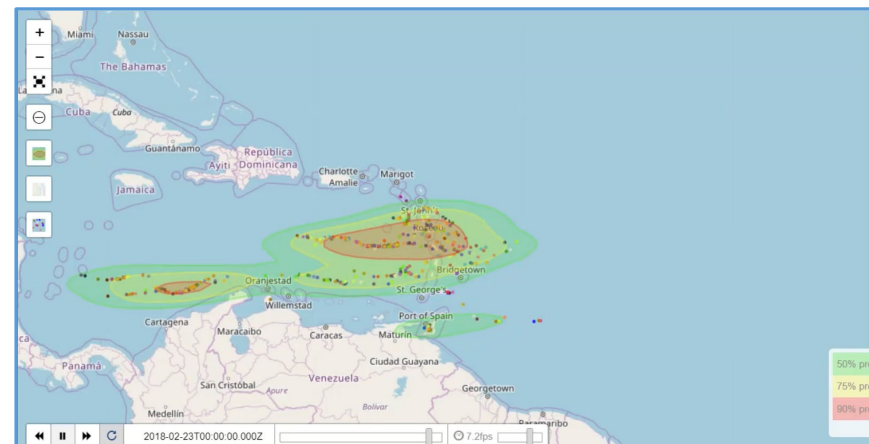 +
Miami
Nassau
−
The Bahamas
Cuba
Cuba
Guantánamo
República
Ayiti
Dominicana
Charlotte
Amalie
Marigot
Jamaica
St. John's
Roseau
Bridgetown
Oranjestad
St. George's
Willemstad
Port of Spain
Cartagena
Maracaibo
Caracas
Maturín
Ciudad Guayana
Panamá
San Cristóbal
Apure
Venezuela
Georgetown
Medellín
Bolívar
Paramaribo
50% pr
75% pr
90% pr
2018-02-23T00:00:00.000Z
7.2fps